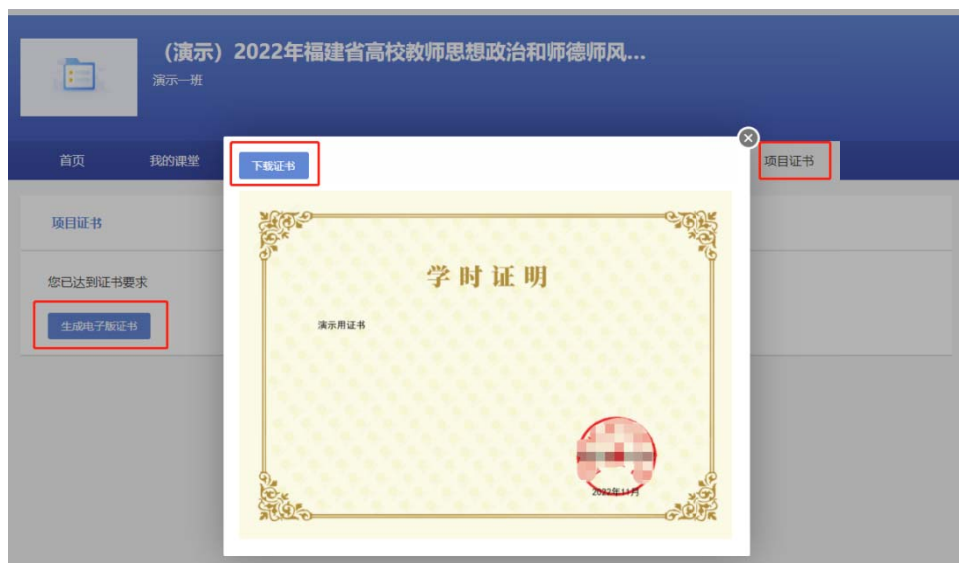 （演示）2022年福建省高校教师思想政治和师德师风...
演示一班
首页
我的课堂
项目证书
下载证书
项目证书
您已达到证书要求
生成电子版证书
学时证明
演示用证书
2022年11月